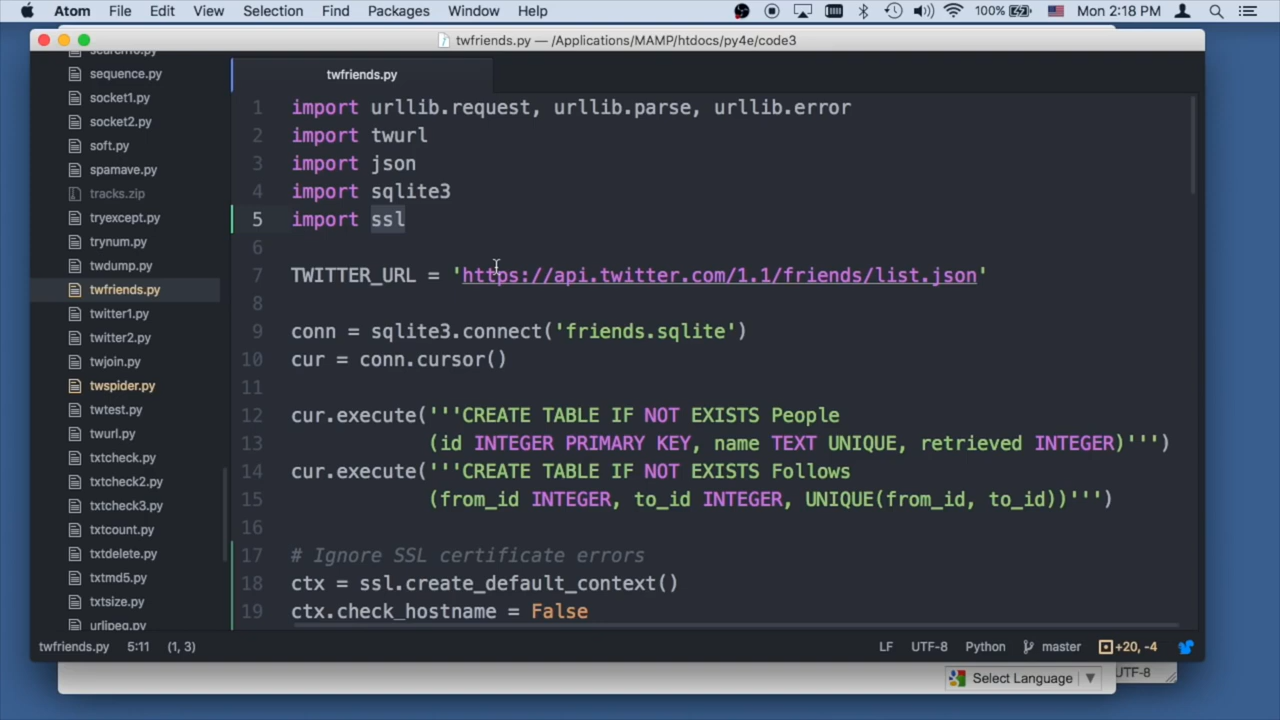 Atom File Edit View Selection Find Packages Window Help 100% Mon 2:18 PM
twfriends.py — /Applications/MAMP/htdocs/py4e/code3
sequence.py
socket1.py
socket2.py
soft.py
spamave.py
tracks.zip
tryexcept.py
trynum.py
twdump.py
twfriends.py
twitter1.py
twitter2.py
twjoin.py
twspider.py
twtest.py
twurl.py
txtcheck.py
txtcheck2.py
txtcheck3.py
txtcount.py
txtdelete.py
txtmd5.py
txtsize.py
urljpeg.py
twfriends.py
1 import urllib.request, urllib.parse, urllib.error
2 import twurl
3 import json
4 import sqlite3
5 import ssl
6
7 TWITTER_URL = 'https://api.twitter.com/1.1/friends/list.json'
8
9 conn = sqlite3.connect('friends.sqlite')
10 cur = conn.cursor()
11
12 cur.execute('''CREATE TABLE IF NOT EXISTS People
13 (id INTEGER PRIMARY KEY, name TEXT UNIQUE, retrieved INTEGER)''')
14 cur.execute('''CREATE TABLE IF NOT EXISTS Follows
15 (from_id INTEGER, to_id INTEGER, UNIQUE(from_id, to_id))''')
16
17 # Ignore SSL certificate errors
18 ctx = ssl.create_default_context()
19 ctx.check_hostname = False
twfriends.py 5:11 (1, 3) LF UTF-8 Python master +20, -4
Select Language ▼ UTF-8